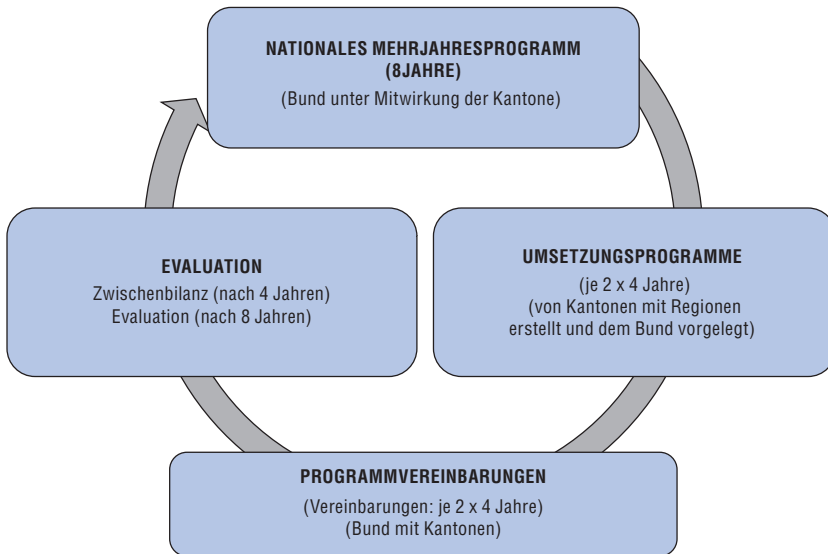 NATIONALES MEHRJAHRESPROGRAMM
(8JAHRE)
(Bund unter Mitwirkung der Kantone)
EVALUATION
Zwischenbilanz (nach 4 Jahren)
Evaluation (nach 8 Jahren)
UMSETZUNGSPROGRAMME
(je 2 x 4 Jahre)
(von Kantonen mit Regionen
erstellt und dem Bund vorgelegt)
PROGRAMMVEREINBARUNGEN
(Vereinbarungen: je 2 x 4 Jahre)
(Bund mit Kantonen)